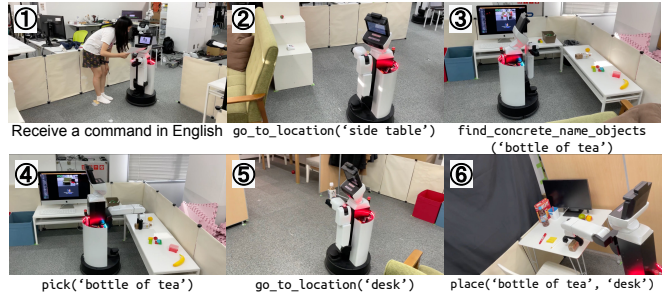 ① ② ③
Receive a command in English
go_to_location(‘side table’)
find_concrete_name_objects
(‘bottle of tea’)
④ ⑤ ⑥
pick(‘bottle of tea’)
go_to_location(‘desk’)
place(‘bottle of tea’, ‘desk’)